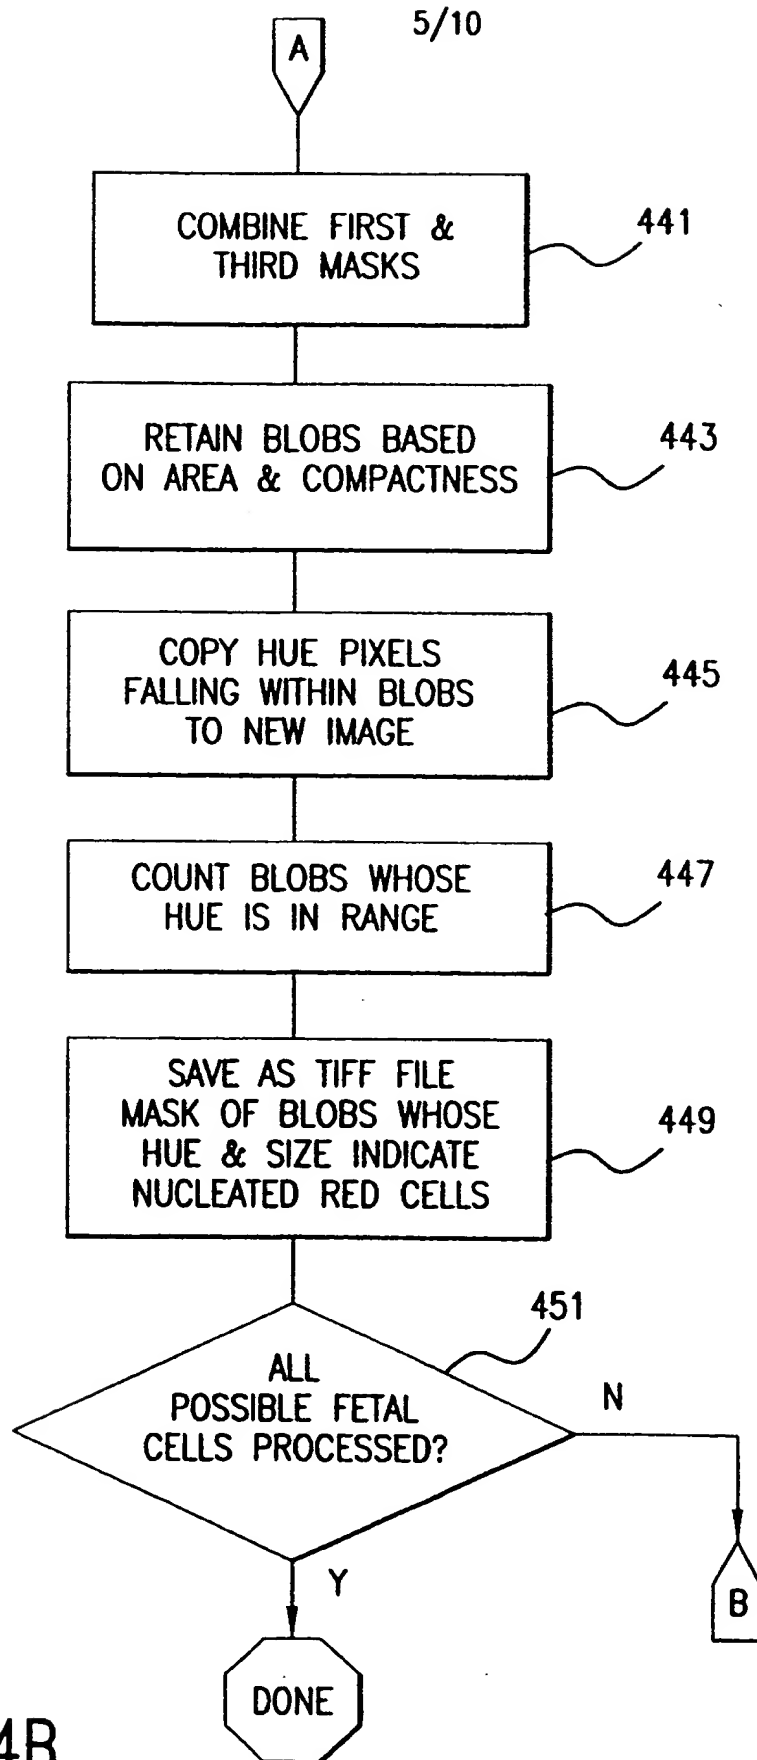 5/10
A
COMBINE FIRST &
THIRD MASKS
441
RETAIN BLOBS BASED
ON AREA & COMPACTNESS
443
COPY HUE PIXELS
FALLING WITHIN BLOBS
TO NEW IMAGE
445
COUNT BLOBS WHOSE
HUE IS IN RANGE
447
SAVE AS TIFF FILE
MASK OF BLOBS WHOSE
HUE & SIZE INDICATE
NUCLEATED RED CELLS
449
451
ALL
POSSIBLE FETAL
CELLS PROCESSED?
N
Y
B
DONE
4B